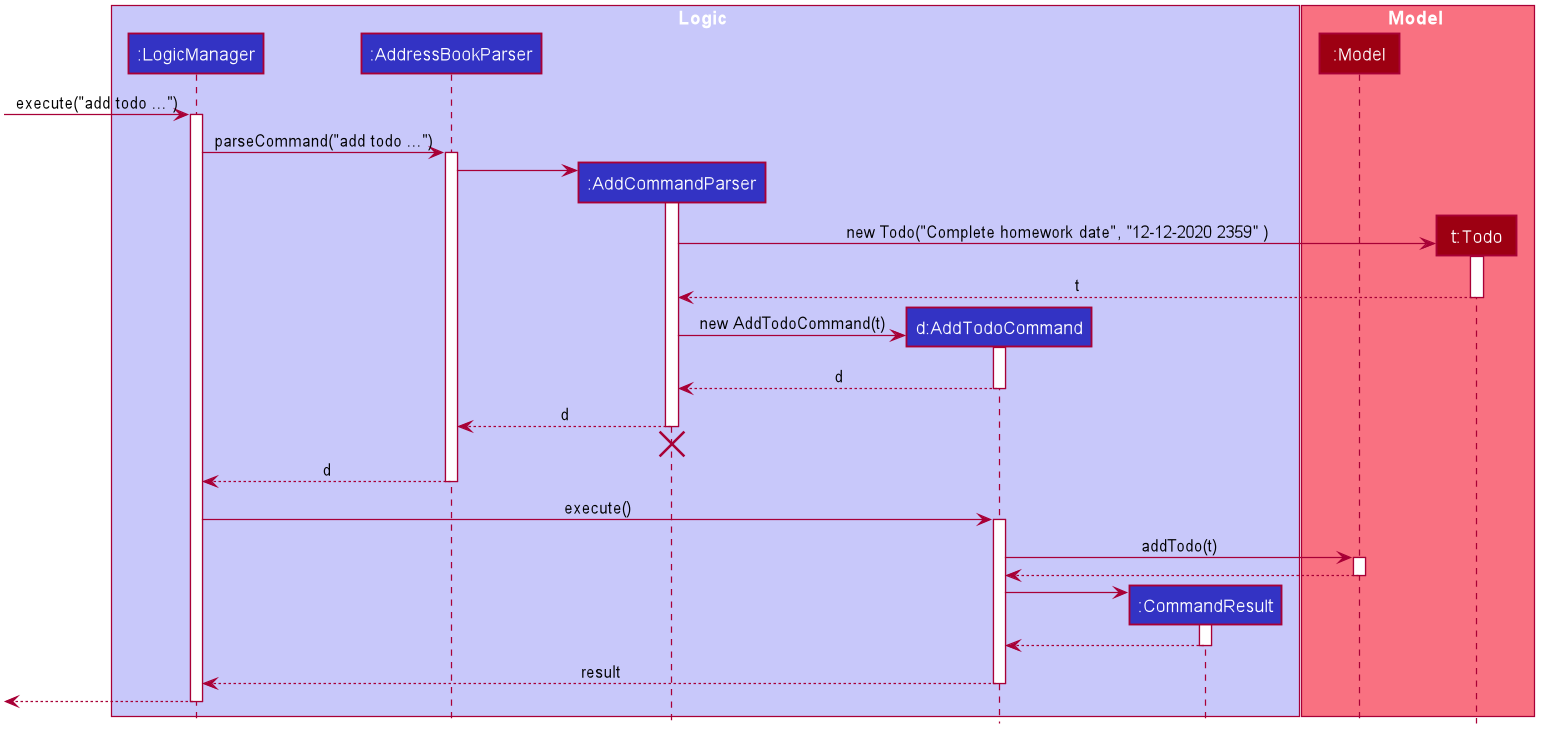 Logic
Model
:LogicManager
:AddressBookParser
:Model
execute("add todo ...")
parseCommand("add todo ...")
:AddCommandParser
new Todo("Complete homework date", "12-12-2020 2359" )
t:Todo
t
new AddTodoCommand(t)
d:AddTodoCommand
d
d
d
execute()
addTodo(t)
:CommandResult
result